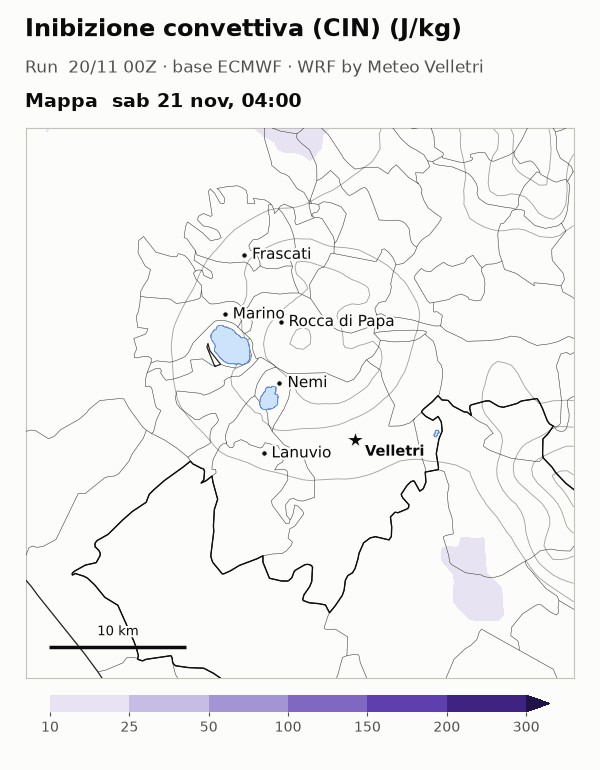 Inibizione convettiva (CIN) (J/kg)
Run  20/11 00Z · base ECMWF · WRF by Meteo Velletri
Mappa  sab 21 nov, 04:00
Frascati
Marino
Rocca di Papa
Nemi
Velletri
Lanuvio
10 km
10 25 50 100 150 200 300